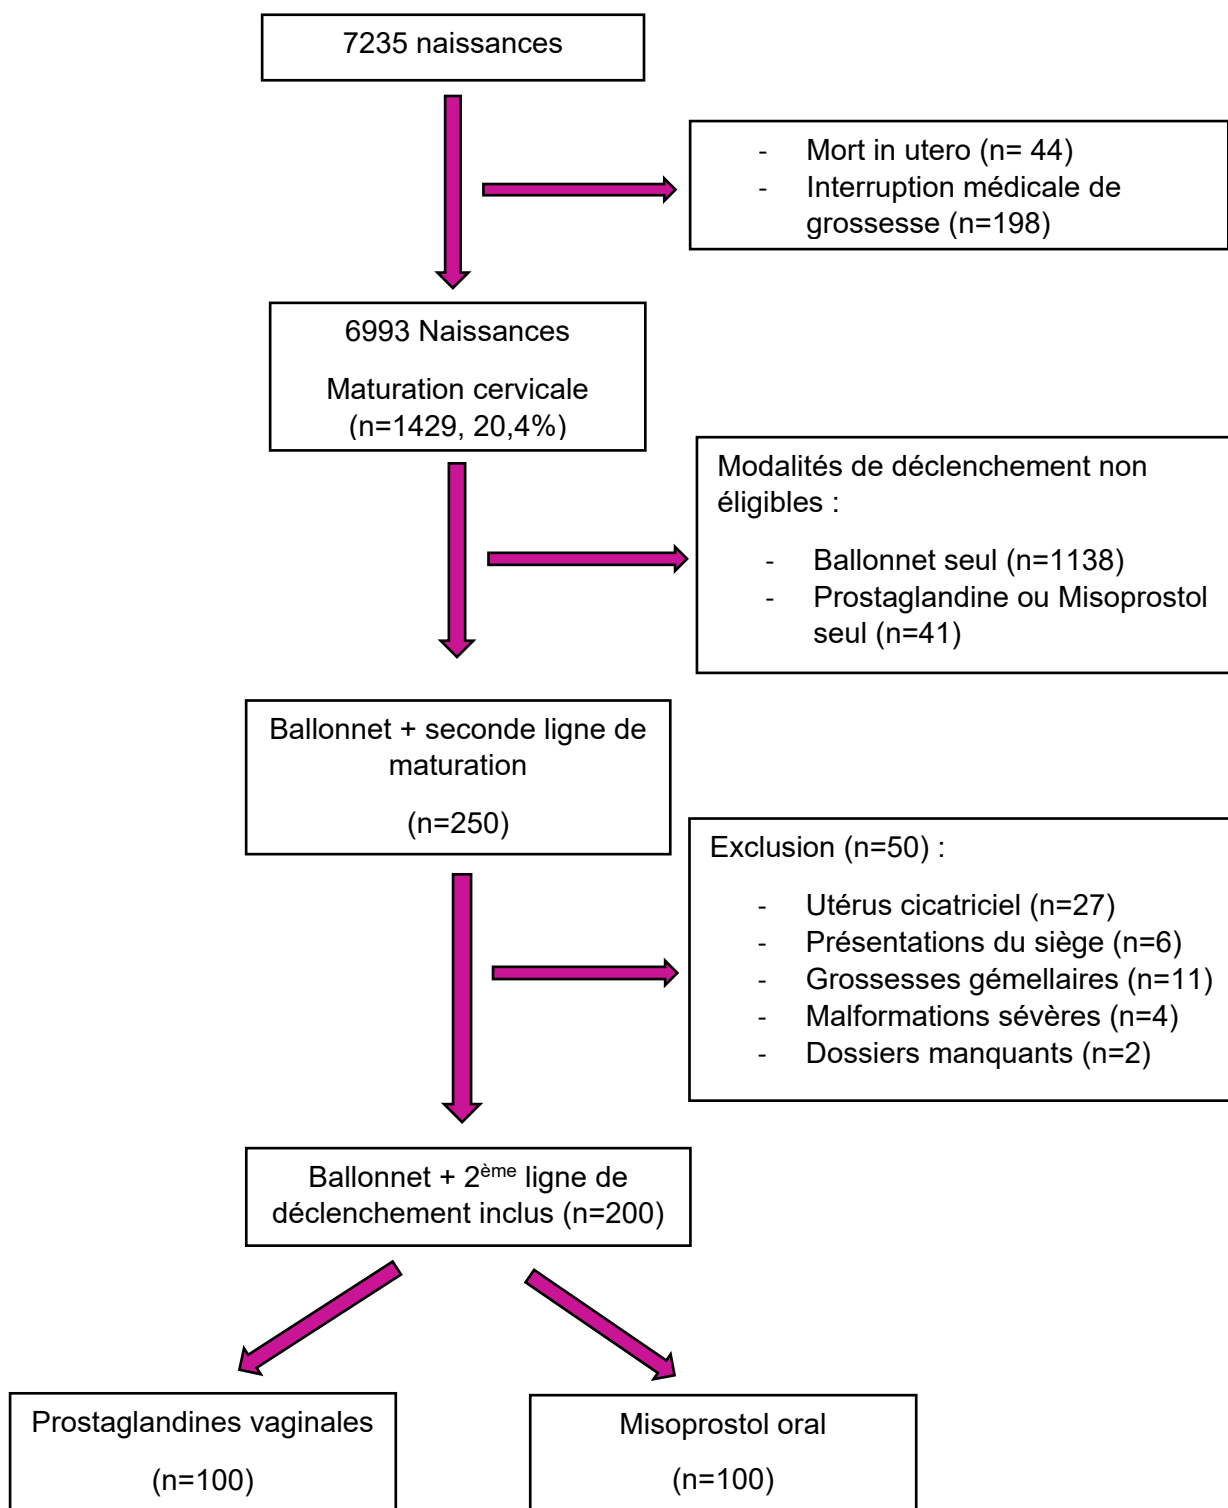 7235 naissances
- Mort in utero (n= 44)
- Interruption médicale de
grossesse (n=198)
6993 Naissances
Maturation cervicale
(n=1429, 20,4%)
Modalités de déclenchement non
éligibles :
- Ballonnet seul (n=1138)
- Prostaglandine ou Misoprostol
seul (n=41)
Ballonnet + seconde ligne de
maturation
(n=250)
Exclusion (n=50) :
- Utérus cicatriciel (n=27)
- Présentations du siège (n=6)
- Grossesses gémellaires (n=11)
- Malformations sévères (n=4)
- Dossiers manquants (n=2)
Ballonnet + 2ème ligne de
déclenchement inclus (n=200)
Prostaglandines vaginales
(n=100)
Misoprostol oral
(n=100)